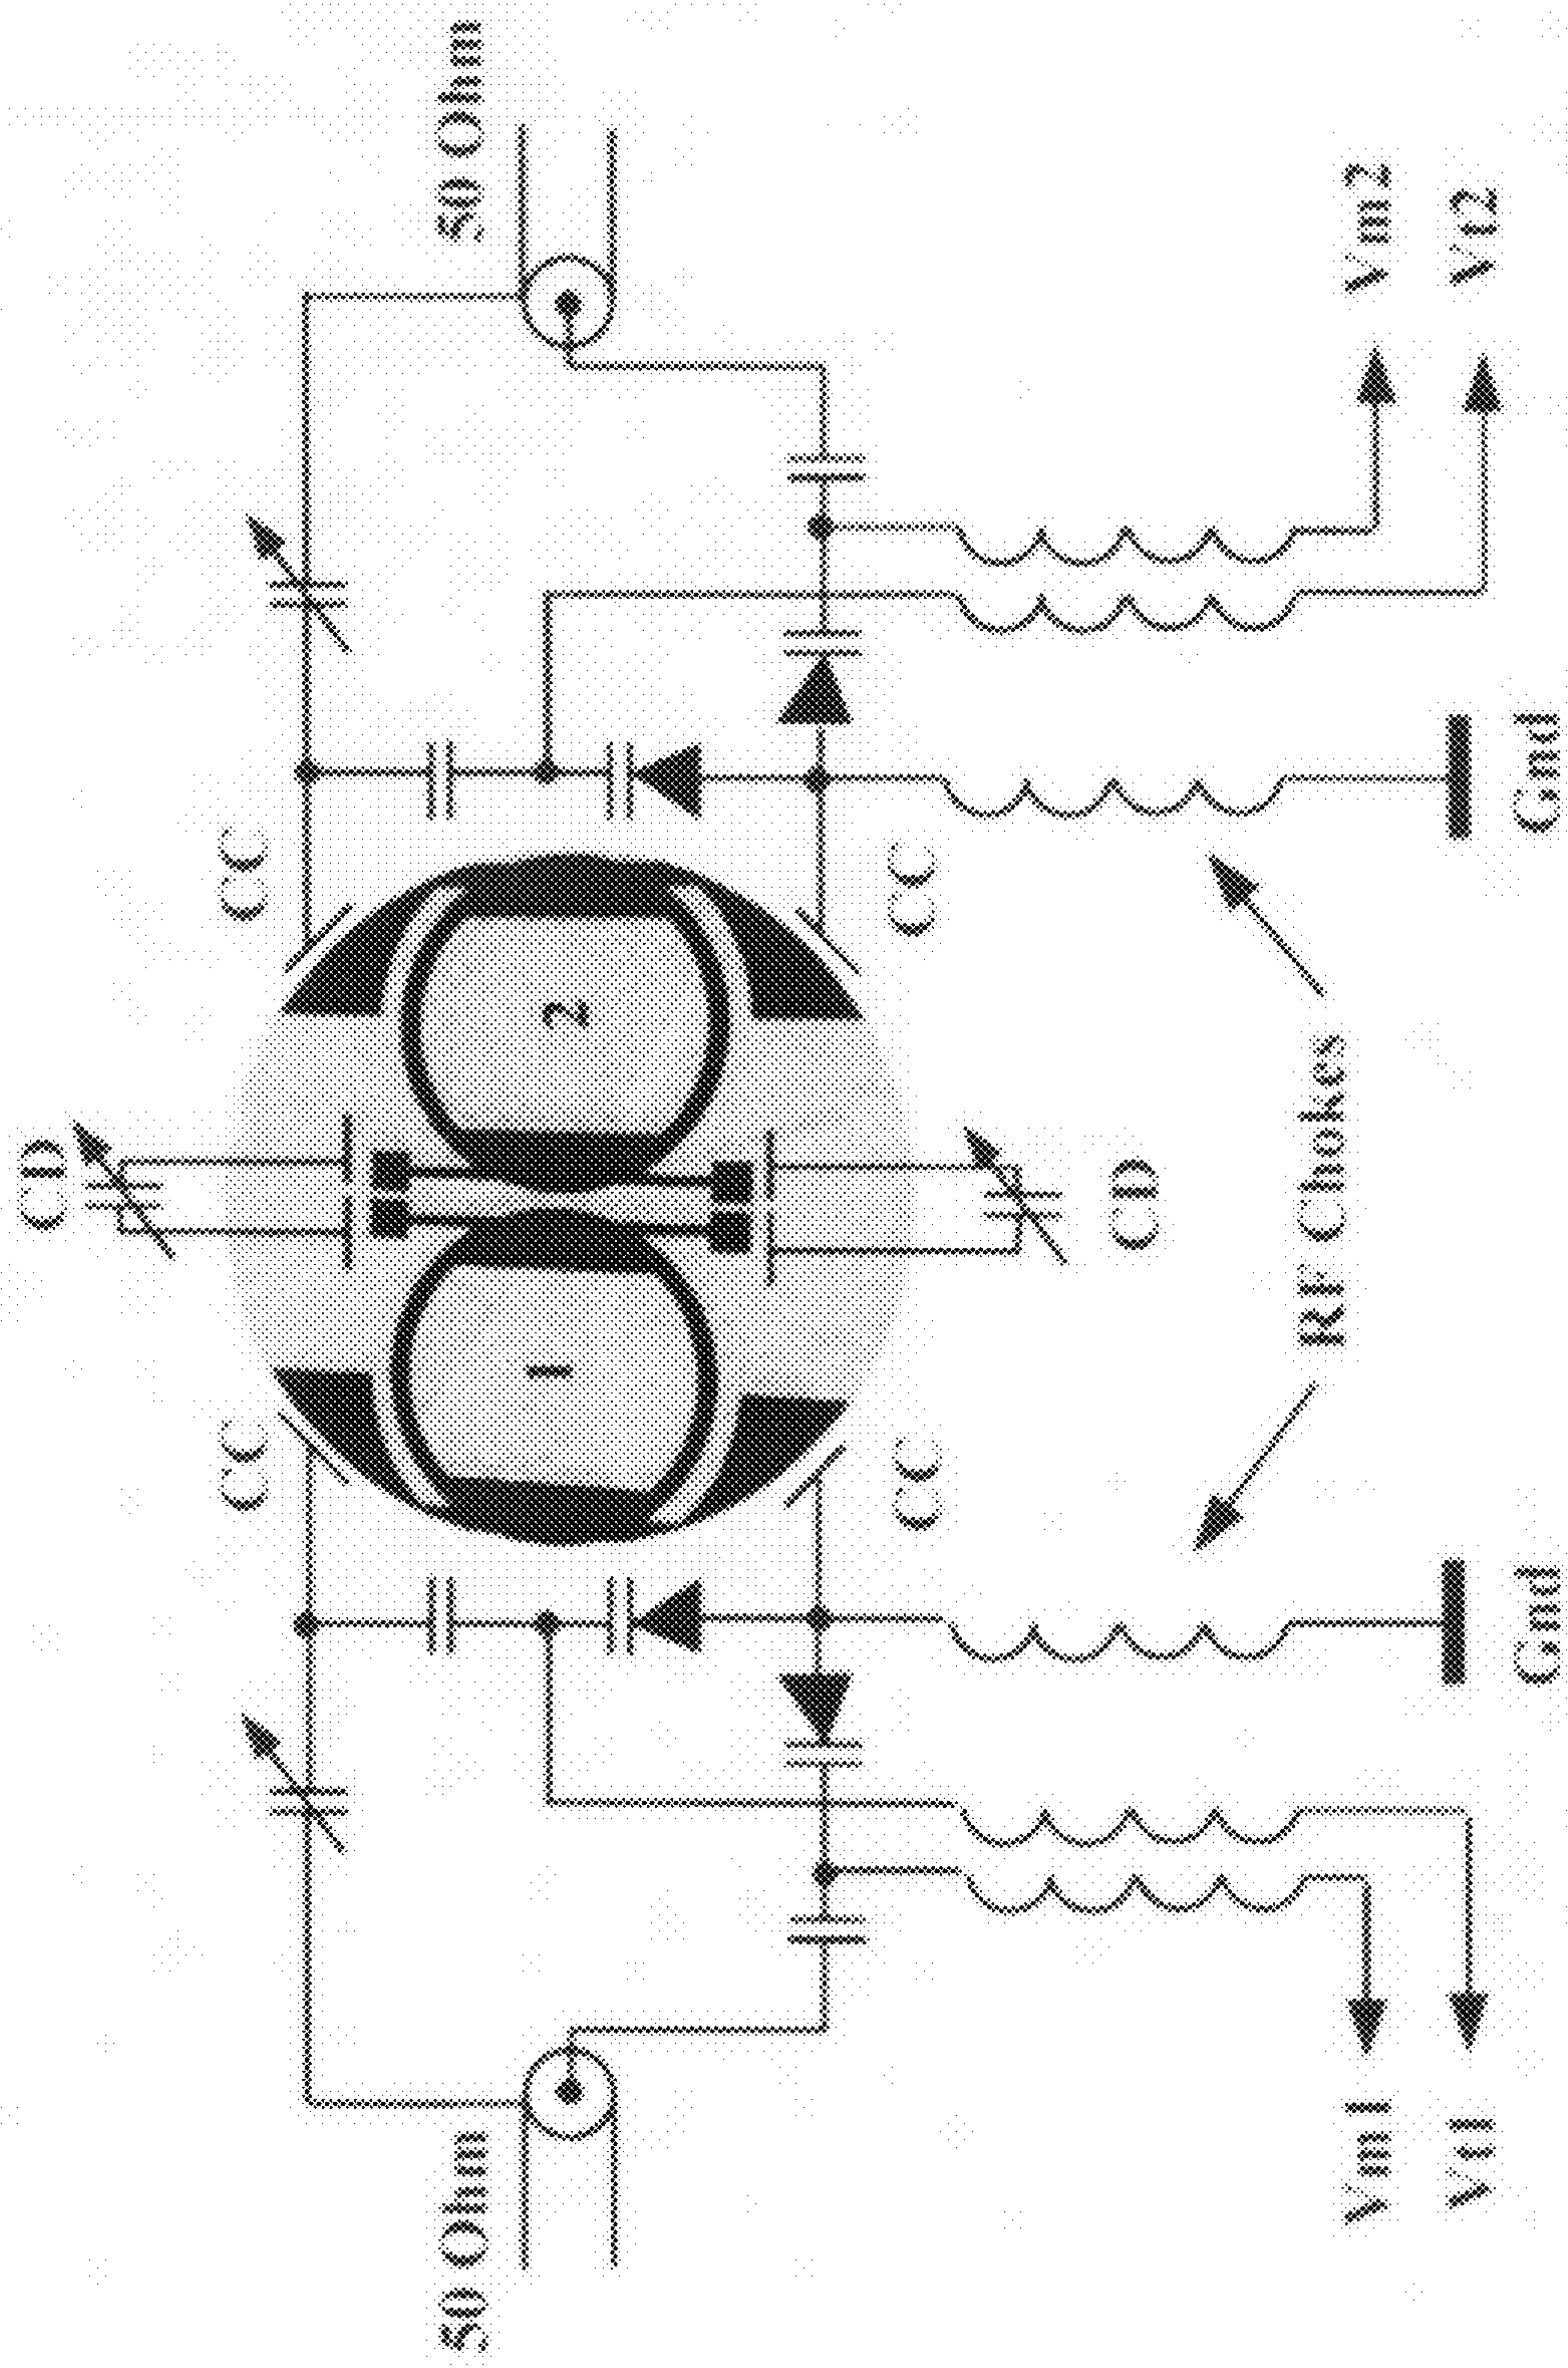 CD
50 Ohm
50 Ohm
CC
CC
1
2
CC
CC
CD
RF Chokes
Vm1
Vm2
Vt1
Vt2
Gnd
Gnd